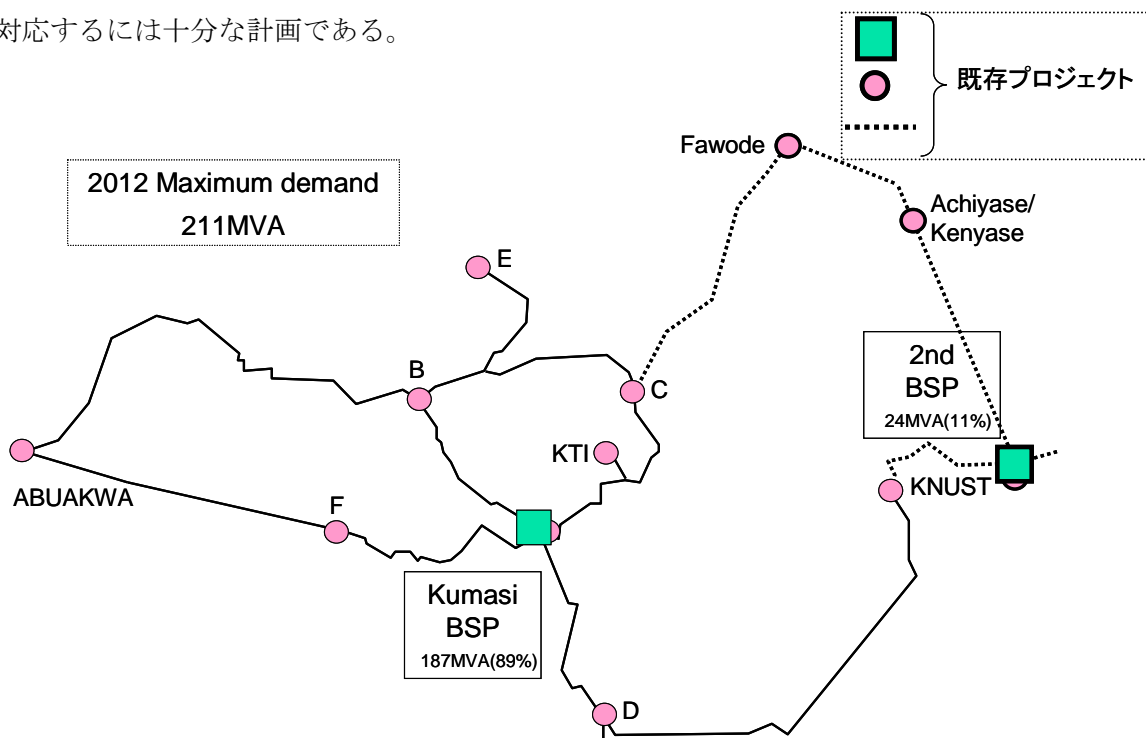 対応するには十分な計画である。
既存プロジェクト
Fawode
2012 Maximum demand
211MVA
Achiyase/
Kenyase
E
2nd
BSP
24MVA(11%)
B
C
KTI
KNUST
ABUAKWA
F
Kumasi
BSP
187MVA(89%)
D